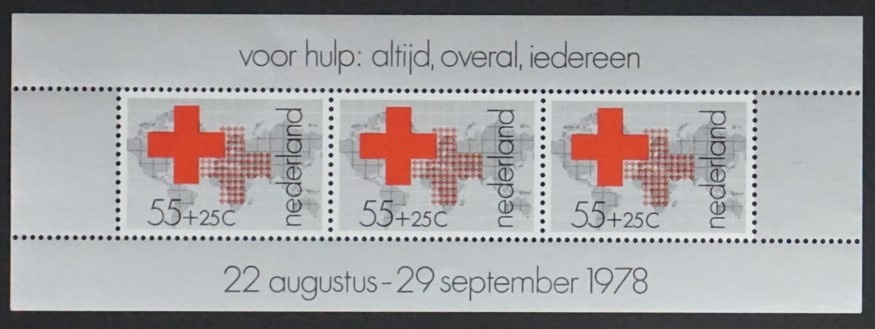 voor hulp: altijd, overal, iedereen
55+25C
nederland
55+25C
nederland
55+25C
nederland
22 augustus-29 september 1978